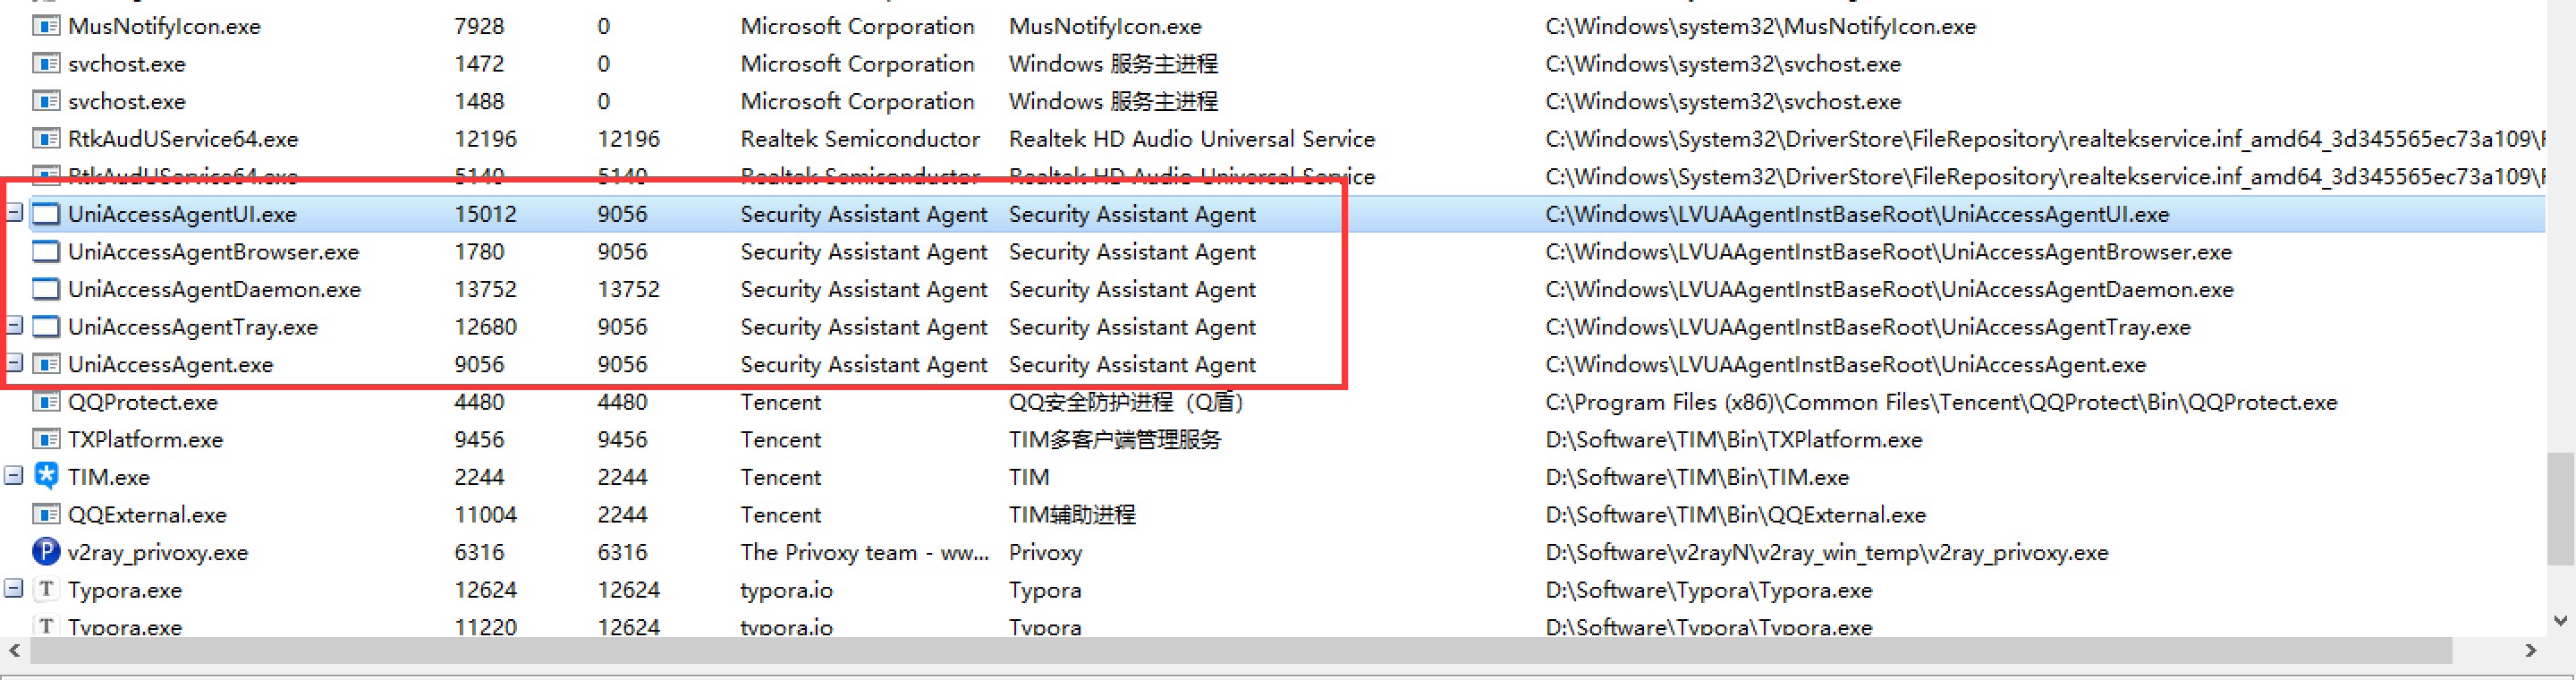 MusNotifyIcon.exe 7928 0 Microsoft Corporation MusNotifyIcon.exe C:\Windows\system32\MusNotifyIcon.exe
svchost.exe 1472 0 Microsoft Corporation Windows 服务主进程 C:\Windows\system32\svchost.exe
svchost.exe 1488 0 Microsoft Corporation Windows 服务主进程 C:\Windows\system32\svchost.exe
RtkAudUService64.exe 12196 12196 Realtek Semiconductor Realtek HD Audio Universal Service C:\Windows\System32\DriverStore\FileRepository\realtekservice.inf_amd64_3d345565ec73a109\
RtkAudUService64.exe 5140 5140 Realtek Semiconductor Realtek HD Audio Universal Service C:\Windows\System32\DriverStore\FileRepository\realtekservice.inf_amd64_3d345565ec73a109\
UniAccessAgentUI.exe 15012 9056 Security Assistant Agent Security Assistant Agent C:\Windows\LVUAAgentInstBaseRoot\UniAccessAgentUI.exe
UniAccessAgentBrowser.exe 1780 9056 Security Assistant Agent Security Assistant Agent C:\Windows\LVUAAgentInstBaseRoot\UniAccessAgentBrowser.exe
UniAccessAgentDaemon.exe 13752 13752 Security Assistant Agent Security Assistant Agent C:\Windows\LVUAAgentInstBaseRoot\UniAccessAgentDaemon.exe
UniAccessAgentTray.exe 12680 9056 Security Assistant Agent Security Assistant Agent C:\Windows\LVUAAgentInstBaseRoot\UniAccessAgentTray.exe
UniAccessAgent.exe 9056 9056 Security Assistant Agent Security Assistant Agent C:\Windows\LVUAAgentInstBaseRoot\UniAccessAgent.exe
QQProtect.exe 4480 4480 Tencent QQ安全防护进程（Q盾） C:\Program Files (x86)\Common Files\Tencent\QQProtect\Bin\QQProtect.exe
TXPlatform.exe 9456 9456 Tencent TIM多客户端管理服务 D:\Software\TIM\Bin\TXPlatform.exe
TIM.exe 2244 2244 Tencent TIM D:\Software\TIM\Bin\TIM.exe
QQExternal.exe 11004 2244 Tencent TIM辅助进程 D:\Software\TIM\Bin\QQExternal.exe
v2ray_privoxy.exe 6316 6316 The Privoxy team - ww... Privoxy D:\Software\v2rayN\v2ray_win_temp\v2ray_privoxy.exe
Typora.exe 12624 12624 typora.io Typora D:\Software\Typora\Typora.exe
Typora.exe 11220 12624 typora.io Typora D:\Software\Typora\Typora.exe